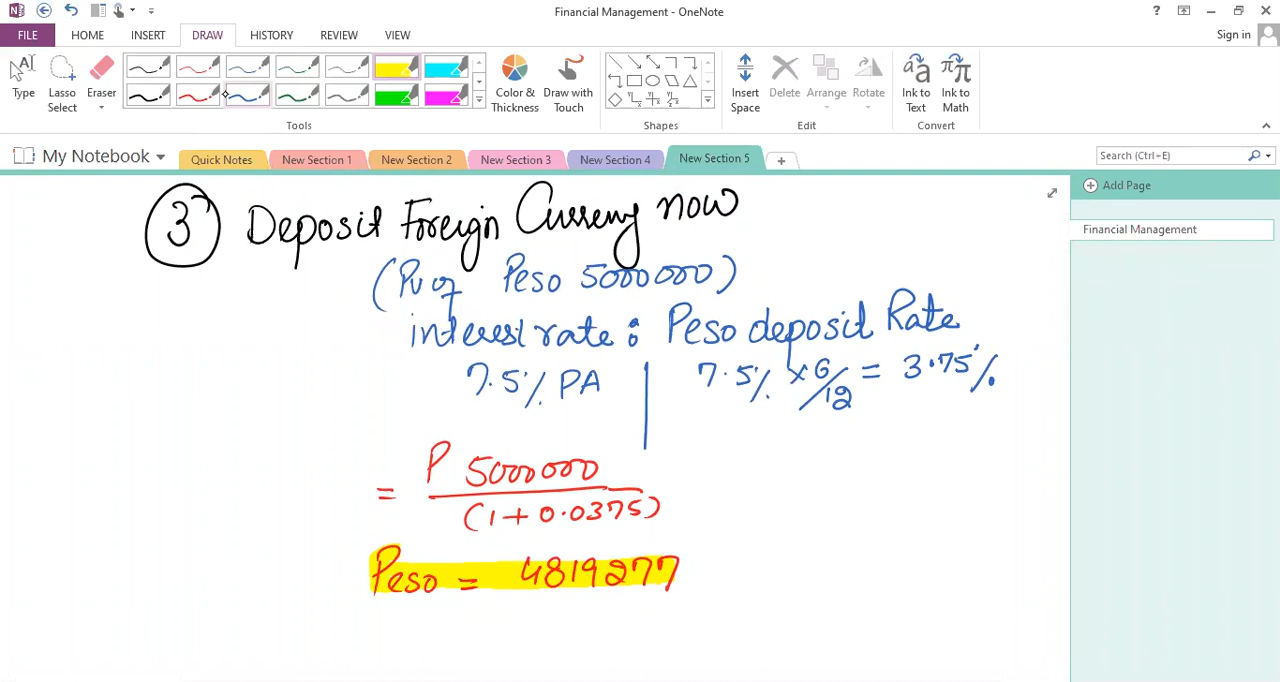 Financial Management - OneNote
Sign in
FILE HOME INSERT DRAW HISTORY REVIEW VIEW
Type
Lasso Select
Eraser
Color & Thickness
Draw with Touch
Insert Space
Delete
Arrange
Rotate
Ink to Text
Ink to Math
Tools
Shapes
Edit
Convert
My Notebook
Quick Notes New Section 1 New Section 2 New Section 3 New Section 4 New Section 5
Search (Ctrl+E)
Add Page
Financial Management
3 Deposit Foreign Currency now
(PV of Peso 5000000)
interest rate : Peso deposit Rate
7.5% PA | 7.5% x 6/12 = 3.75%
= P 5000000
(1 + 0.0375)
Peso = 4819277